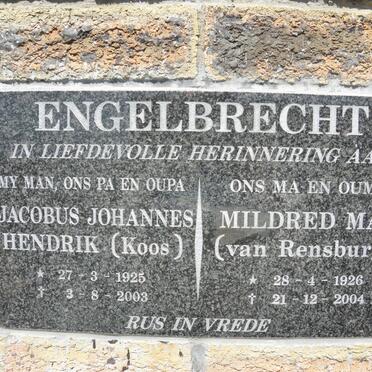 ENGELBRECHT
IN LIEFDEVOLLE HERINNERING AA
MY MAN, ONS PA EN OUPA
JACOBUS JOHANNES
HENDRIK (Koos)
★ 27-3-1925
† 3-8-2003
ONS MA EN OUM
MILDRED MA
(van Rensbur
★ 28-4-1926
† 21-12-2004
RUS IN VREDE